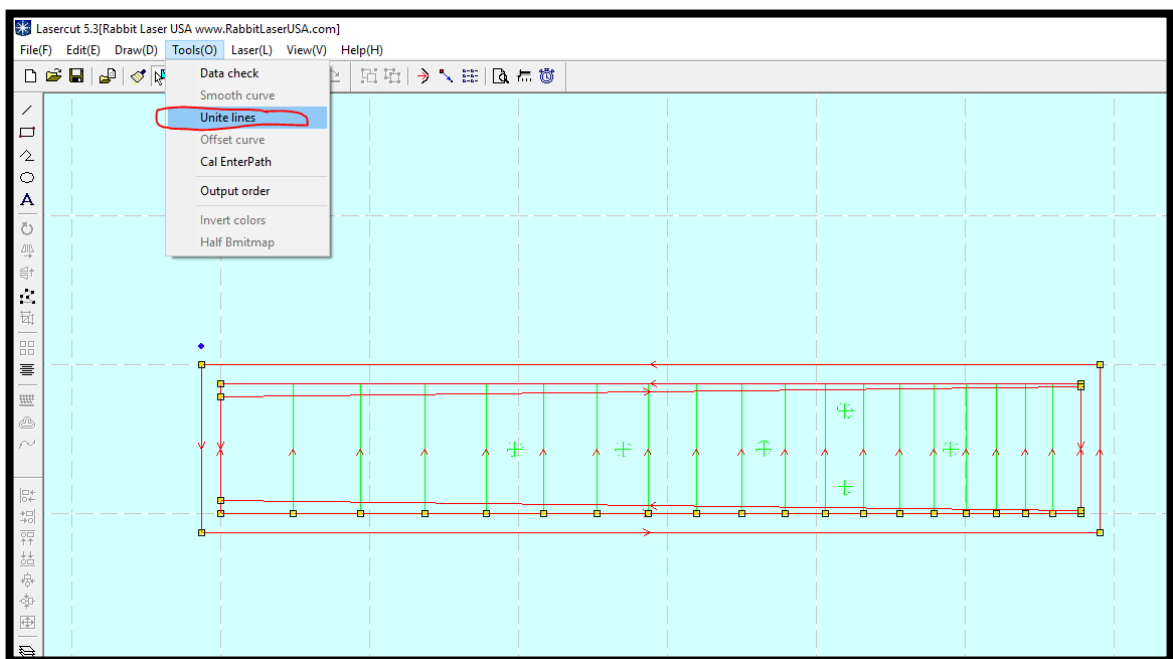 Lasercut 5.3[Rabbit Laser USA www.RabbitLaserUSA.com]
File(F) Edit(E) Draw(D) Tools(O) Laser(L) View(V) Help(H)
Data check
Smooth curve
Unite lines
Offset curve
Cal EnterPath
Output order
Invert colors
Half Bmitmap
A